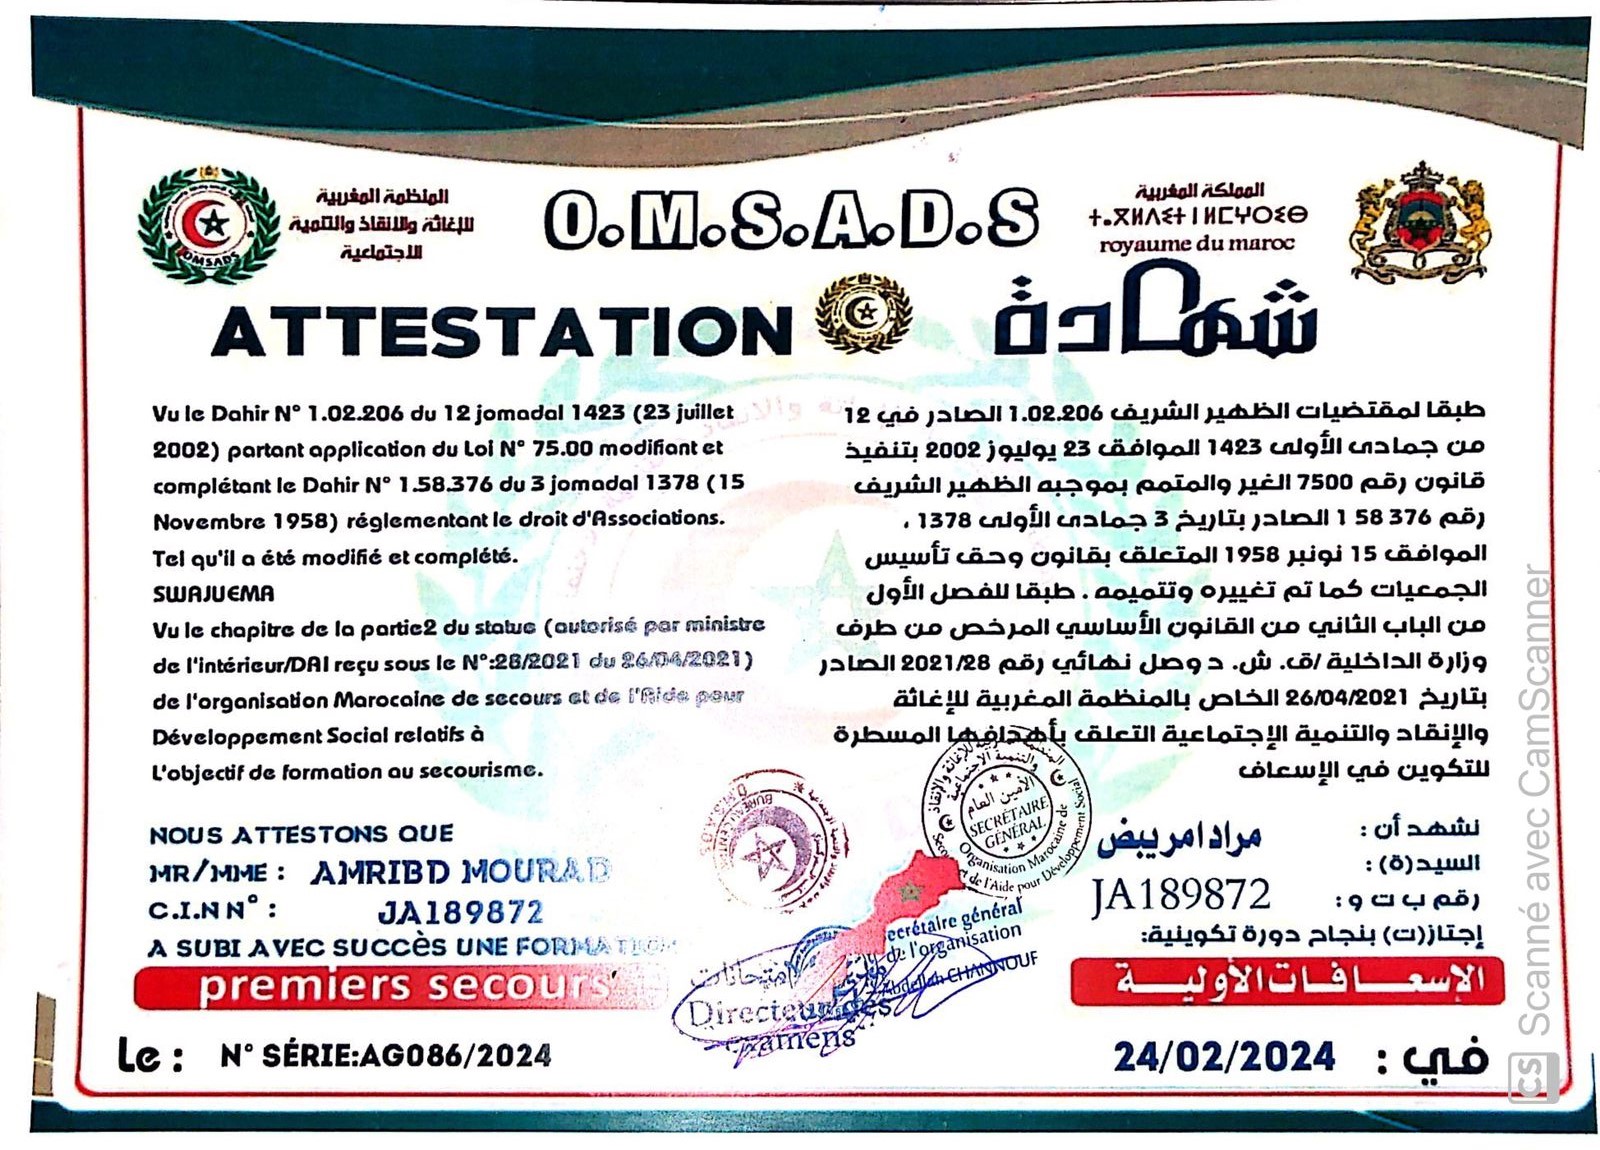 المنظمة المغربية
للإغاثة والانقاذ والتنمية
الاجتماعية
OMSADS
O.M.S.A.D.S
المملكة المغربية
ⵜⴰⴳⵍⴷⵉⵜ ⵏ ⵍⵎⵖⵔⵉⴱ
royaume du maroc
ATTESTATION
شهادة
Vu le Dahir N° 1.02.206 du 12 jomadal 1423 (23 juillet
2002) partant application du Loi N° 75.00 modifiant et
complétant le Dahir N° 1.58.376 du 3 jomadal 1378 (15
Novembre 1958) réglementant le droit d'Associations.
Tel qu'il a été modifié et complété.
SWAJUEMA
Vu le chapitre de la partie2 du statue (autorisé par ministre
de l'intérieur/DAI reçu sous le N°:28/2021 du 26/04/2021)
de l'organisation Marocaine de secours et de l'Aide pour
Développement Social relatifs à
L'objectif de formation au secourisme.
طبقا لمقتضيات الظهير الشريف 1.02.206 الصادر في 12
من جمادى الأولى 1423 الموافق 23 يوليوز 2002 بتنفيذ
قانون رقم 7500 الغير والمتمم بموجبه الظهير الشريف
رقم 376 58 1 الصادر بتاريخ 3 جمادى الأولى 1378 ،
الموافق 15 نونبر 1958 المتعلق بقانون وحق تأسيس
الجمعيات كما تم تغييره وتتميمه . طبقا للفصل الأول
من الباب الثاني من القانون الأساسي المرخص من طرف
وزارة الداخلية /ق. ش. د وصل نهائي رقم 2021/28 الصادر
بتاريخ 26/04/2021 الخاص بالمنظمة المغربية للإغاثة
والإنقاد والتنمية الإجتماعية التعلق بأهدافها المسطرة
للتكوين في الإسعاف
NOUS ATTESTONS QUE
MR/MME : AMRIBD MOURAD
C.I.N N° : JA189872
A SUBI AVEC SUCCÈS UNE FORMATION
premiers secours
نشهد أن :
السيد(ة) : مراد امريبض
رقم ب ت و : JA189872
إجتاز(ت) بنجاح دورة تكوينية:
الإسعافات الأولية
الأمين العام
SECRÉTAIRE
GÉNÉRAL
Organisation Marocaine de
Secours et de l'Aide pour Développement Social
ecrétaire général
de l'organisation
Abdellah CHANNOUF
الامتحانات
Directeur des
examens
Le : N° SÉRIE:AG086/2024
في : 24/02/2024
CS Scanné avec CamScanner